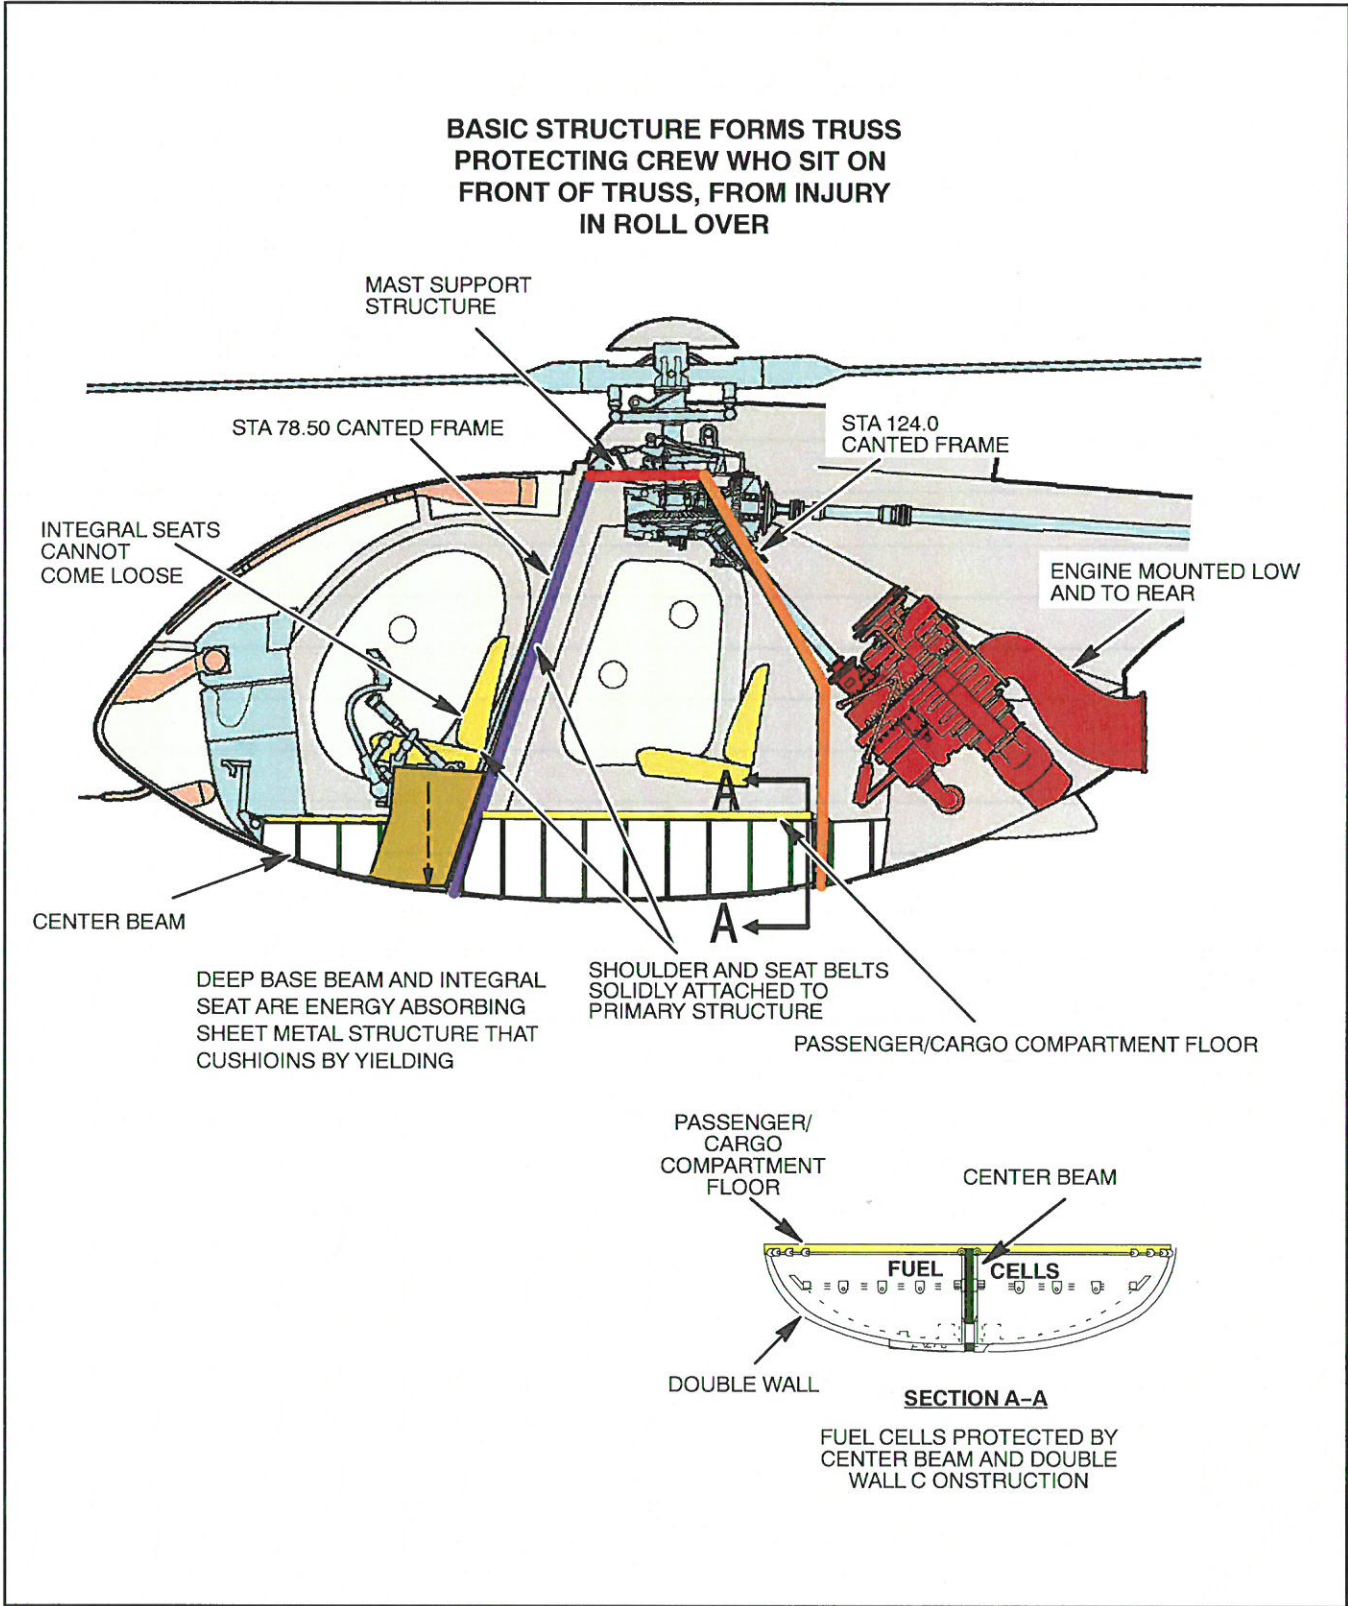 BASIC STRUCTURE FORMS TRUSS
PROTECTING CREW WHO SIT ON
FRONT OF TRUSS, FROM INJURY
IN ROLL OVER
MAST SUPPORT
STRUCTURE
STA 78.50 CANTED FRAME
STA 124.0
CANTED FRAME
INTEGRAL SEATS
CANNOT
COME LOOSE
ENGINE MOUNTED LOW
AND TO REAR
A
A
CENTER BEAM
DEEP BASE BEAM AND INTEGRAL
SEAT ARE ENERGY ABSORBING
SHEET METAL STRUCTURE THAT
CUSHIOINS BY YIELDING
SHOULDER AND SEAT BELTS
SOLIDLY ATTACHED TO
PRIMARY STRUCTURE
PASSENGER/CARGO COMPARTMENT FLOOR
PASSENGER/
CARGO
COMPARTMENT
FLOOR
CENTER BEAM
FUEL CELLS
DOUBLE WALL
SECTION A–A
FUEL CELLS PROTECTED BY
CENTER BEAM AND DOUBLE
WALL C ONSTRUCTION